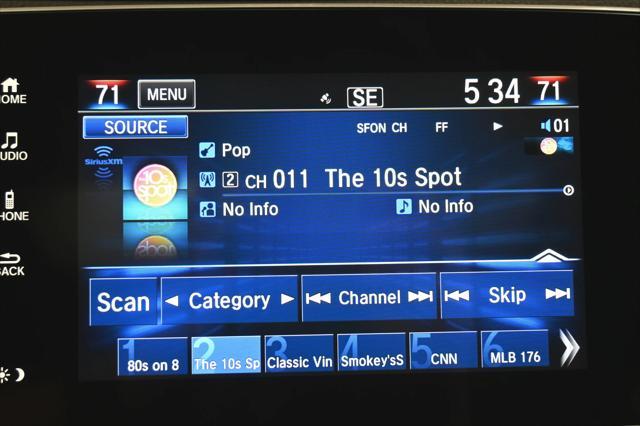 71 MENU SE 5 34 71
HOME
SOURCE SFON CH FF 01
AUDIO
SiriusXM
10s spot
Pop
2 CH 011 The 10s Spot
No Info No Info
PHONE
BACK
Scan Category Channel Skip
1 80s on 8
2 The 10s Sp
3 Classic Vin
4 Smokey'sS
5 CNN
6 MLB 176